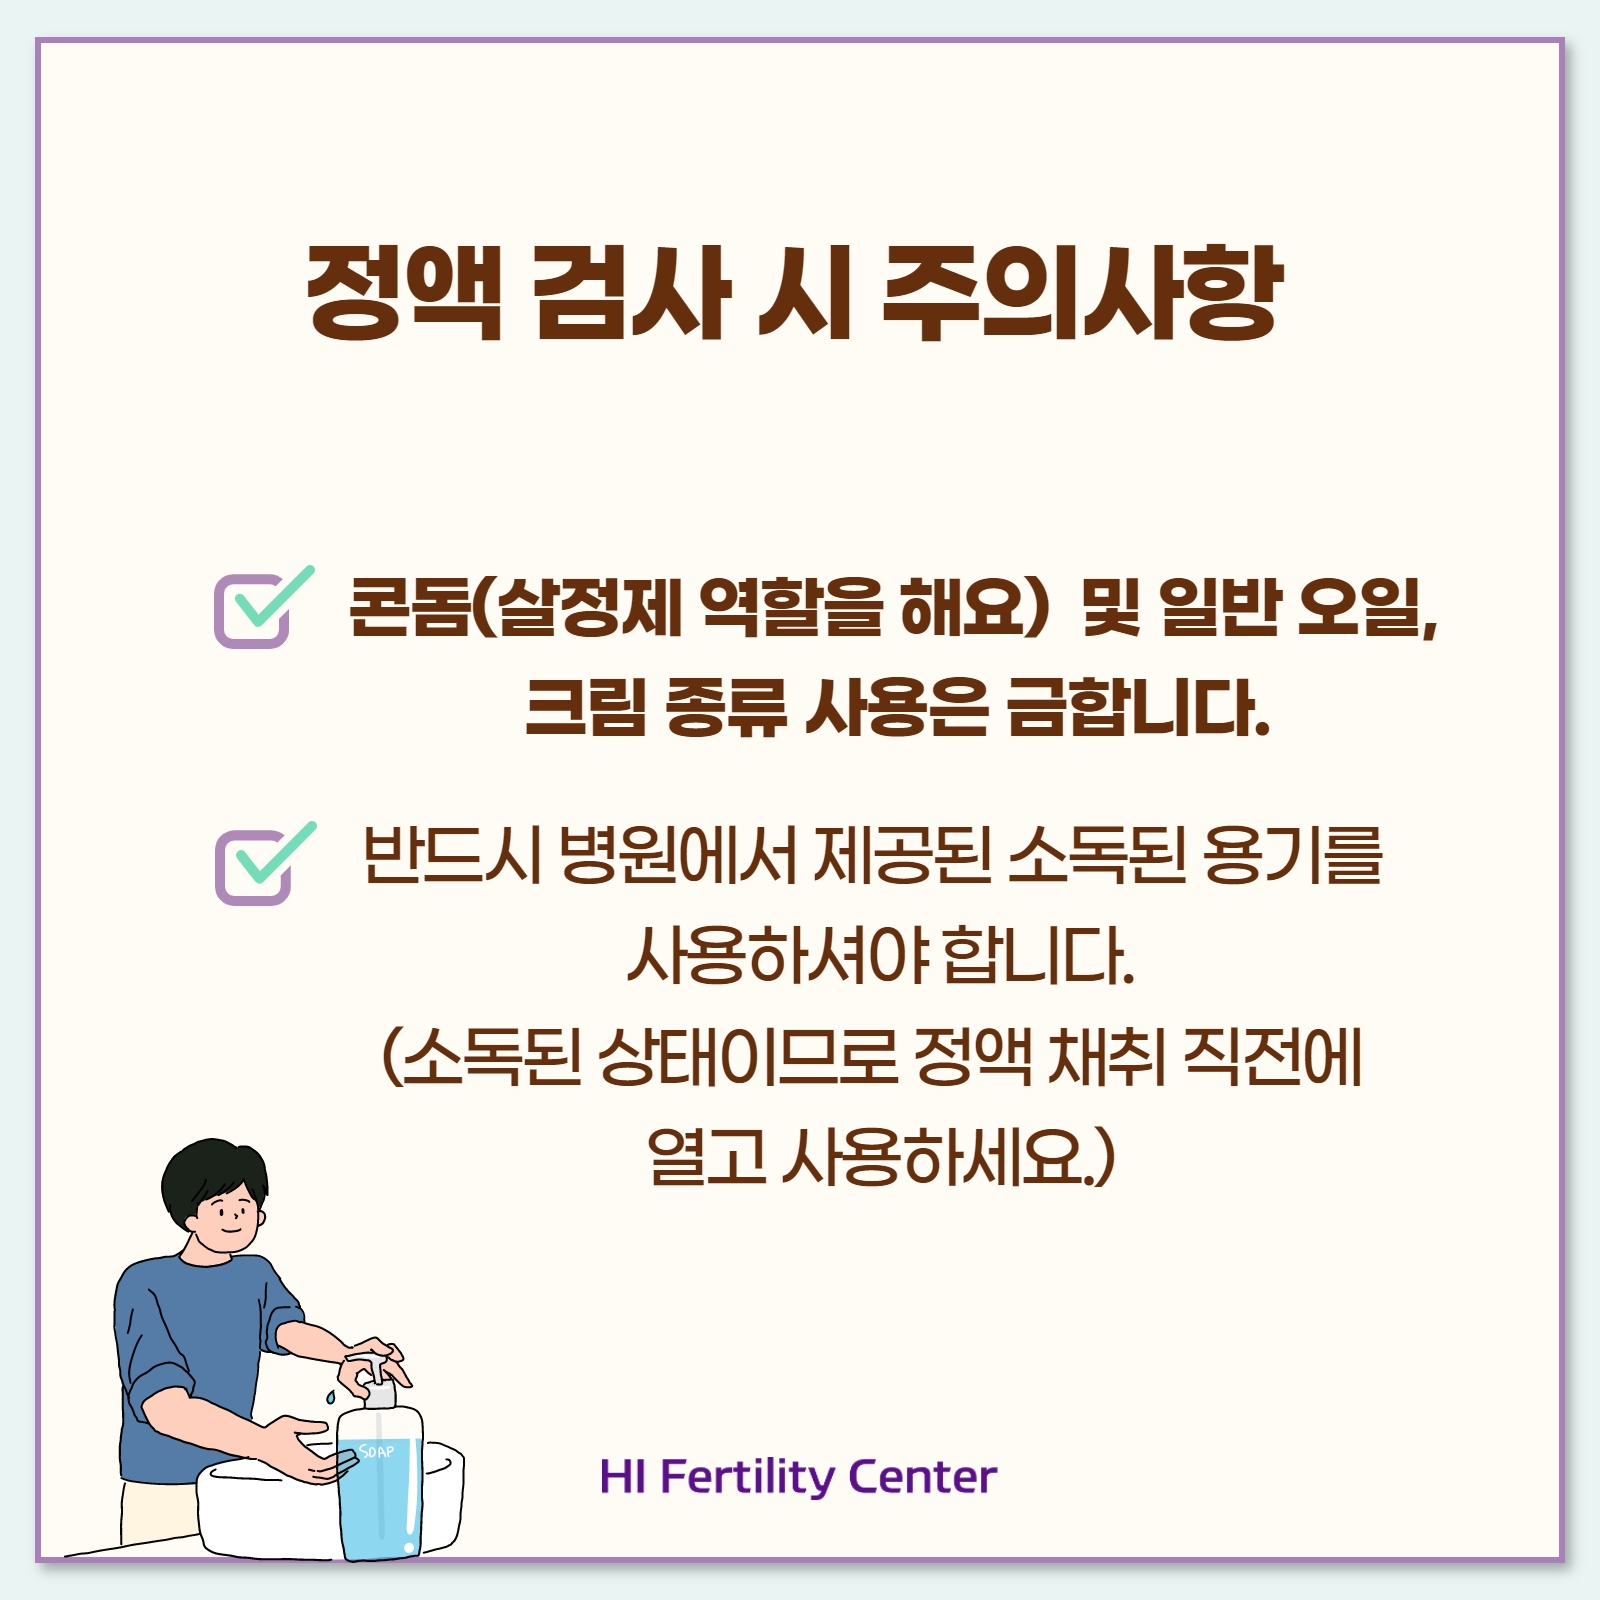 정액 검사 시 주의사항
콘돔(살정제 역할을 해요) 및 일반 오일,
크림 종류 사용은 금합니다.
반드시 병원에서 제공된 소독된 용기를
사용하셔야 합니다.
(소독된 상태이므로 정액 채취 직전에
열고 사용하세요.)
SOAP
HI Fertility Center